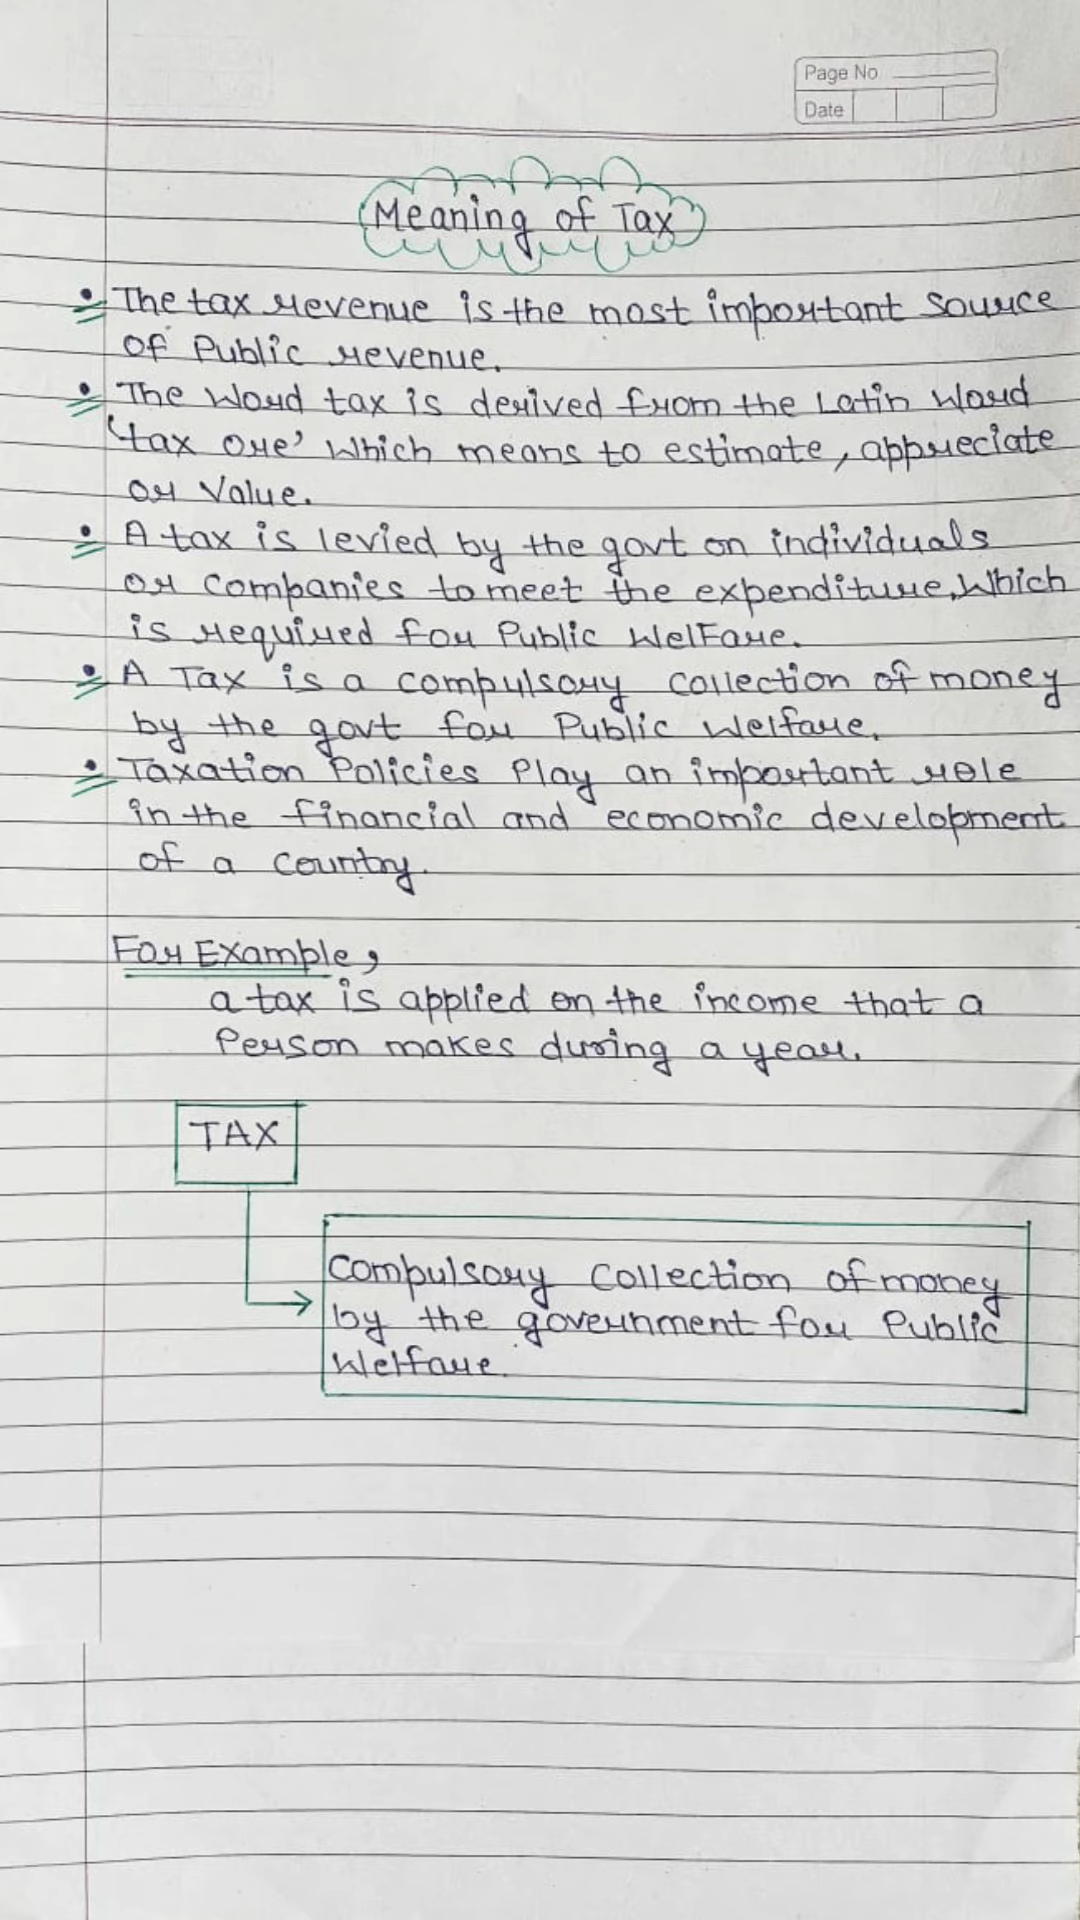 Page No
Date
Meaning of Tax
• The tax revenue is the most important source
of Public revenue.
• The Word tax is derived from the Latin Word
'tax ore' which means to estimate, appreciate
or Value.
• A tax is levied by the govt on individuals
or companies to meet the expenditure, which
is required for Public WelFare.
• A Tax is a compulsory collection of money
by the govt for Public Welfare.
• Taxation Policies Play an important role
in the financial and economic development
of a country.
For Example,
a tax is applied on the income that a
Person makes during a year.
TAX
Compulsory Collection of money
by the government for Public
Welfare.